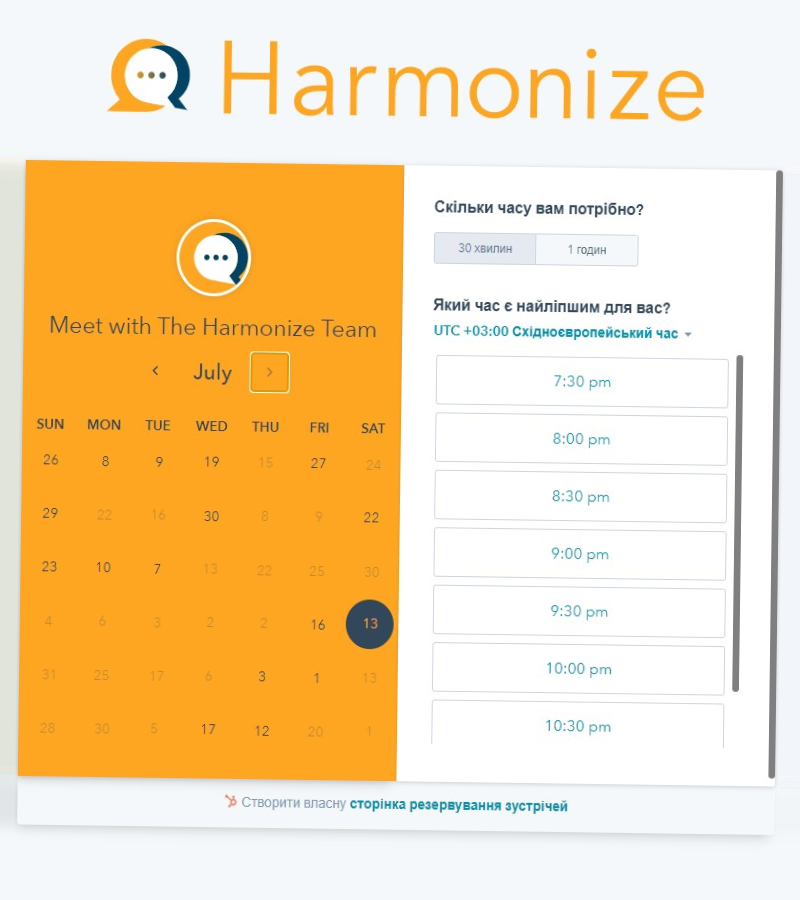 Harmonize
Meet with The Harmonize Team
July
SUN MON TUE WED THU FRI SAT
26 8 9 19 15 27 24
29 22 16 30 8 9 22
23 10 7 13 22 25 30
4 6 3 2 2 16 13
31 25 17 6 3 1 13
28 30 5 17 12 20 1
Скільки часу вам потрібно?
30 хвилин 1 годин
Який час є найліпшим для вас?
UTC +03:00 Східноєвропейський час
7:30 pm
8:00 pm
8:30 pm
9:00 pm
9:30 pm
10:00 pm
10:30 pm
Створити власну сторінка резервування зустрічей